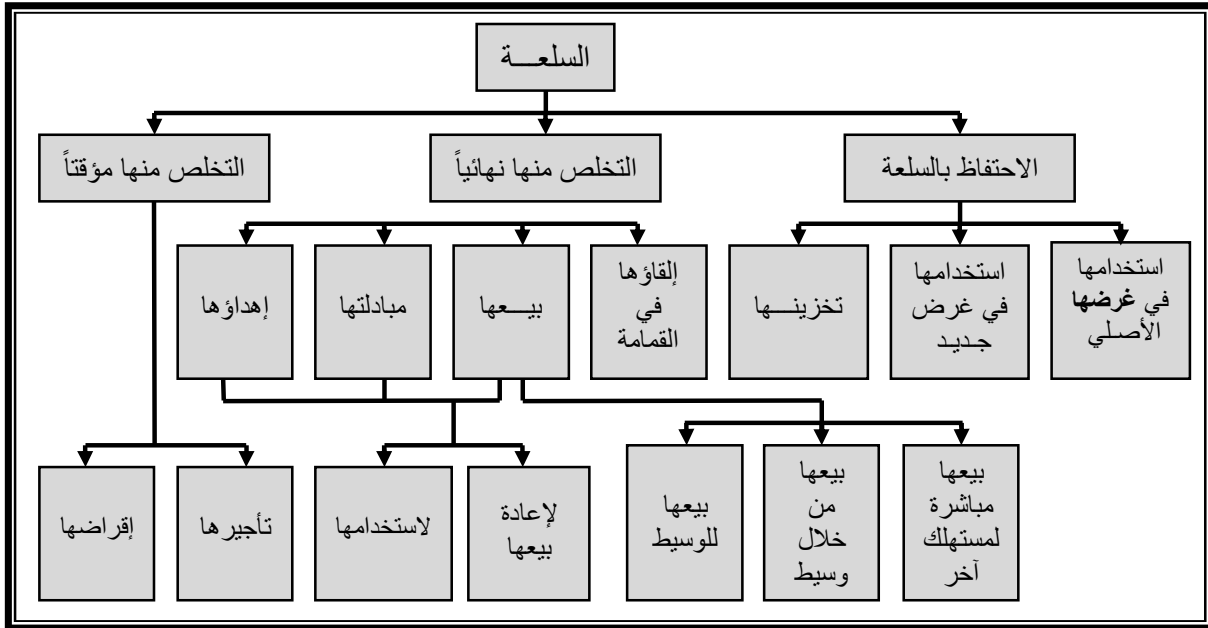 السلعـــة
الاحتفاظ بالسلعة
التخلص منها نهائياً
التخلص منها مؤقتاً
استخدامها
في غرضها
الأصلي
استخدامها
في غرض
جديد
تخزينـــها
إلقاؤها
في
القمامة
بيـــعها
مبادلتها
إهداؤها
بيعها
مباشرة
لمستهلك
آخر
بيعها
من
خلال
وسيط
بيعها
للوسيط
لإعادة
بيعها
لاستخدامها
تأجيرها
إقراضها